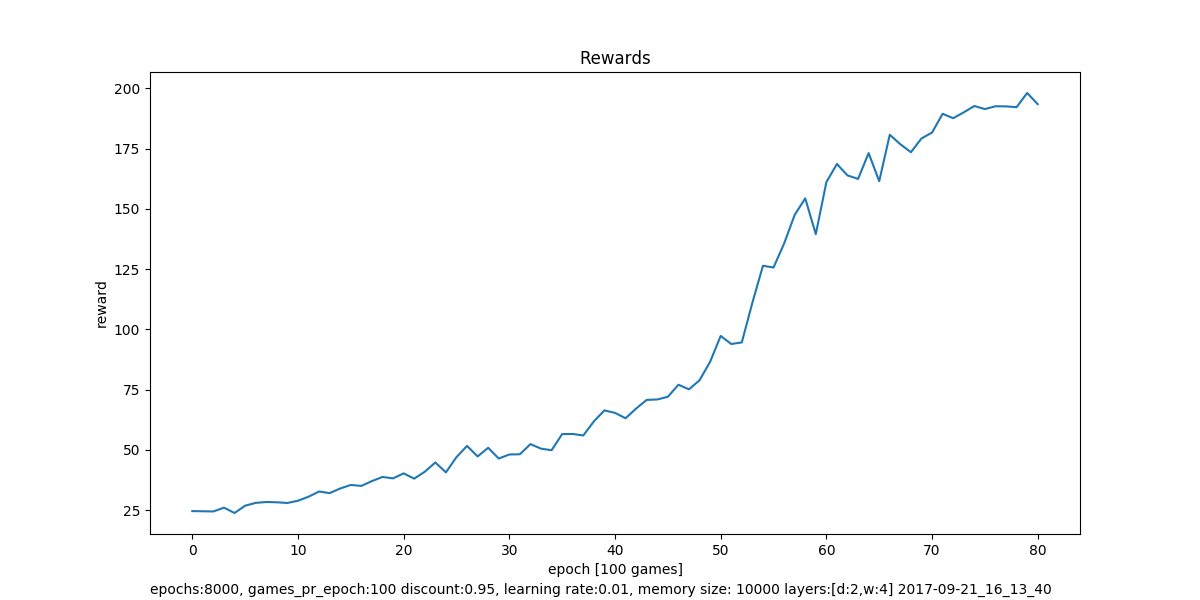 Rewards
200
175
150
125
100
75
50
25
reward
0 10 20 30 40 50 60 70 80
epoch [100 games]
epochs:8000, games_pr_epoch:100 discount:0.95, learning rate:0.01, memory size: 10000 layers:[d:2,w:4] 2017-09-21_16_13_40